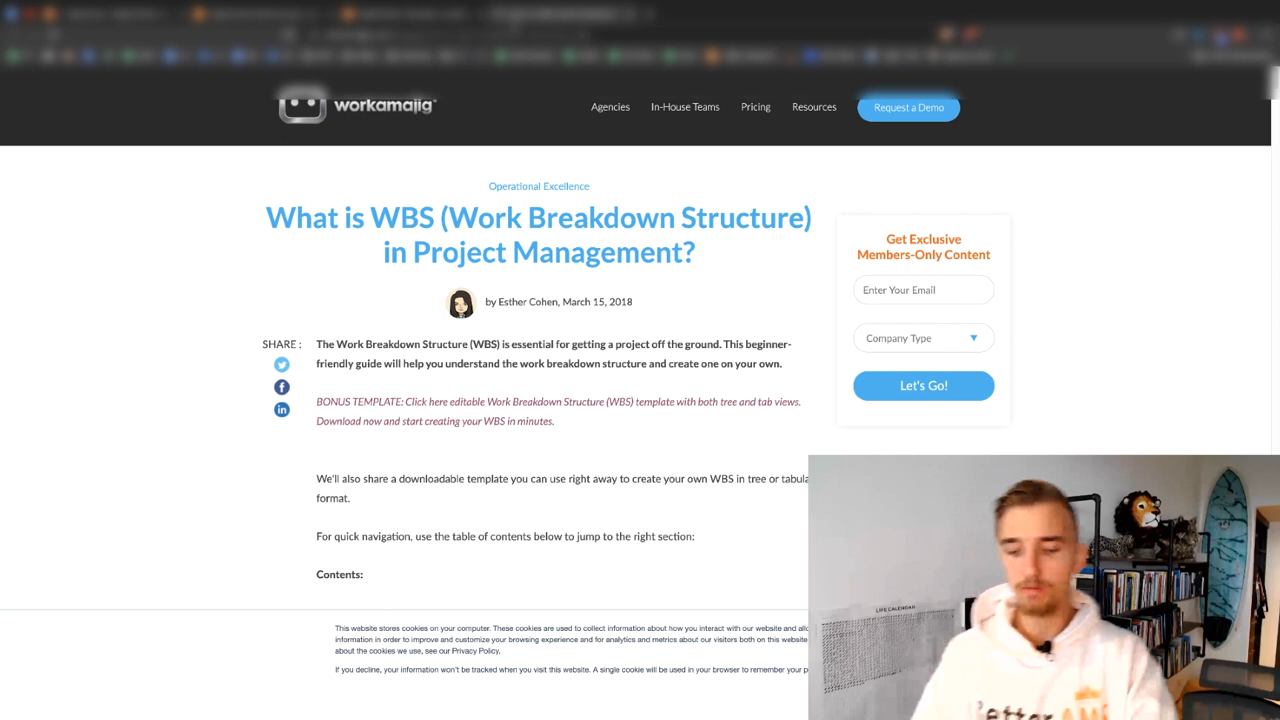 workamajig
Agencies
In-House Teams
Pricing
Resources
Request a Demo
Operational Excellence
What is WBS (Work Breakdown Structure)
in Project Management?
by Esther Cohen, March 15, 2018
SHARE :
The Work Breakdown Structure (WBS) is essential for getting a project off the ground. This beginner-
friendly guide will help you understand the work breakdown structure and create one on your own.
BONUS TEMPLATE: Click here editable Work Breakdown Structure (WBS) template with both tree and tab views.
Download now and start creating your WBS in minutes.
We'll also share a downloadable template you can use right away to create your own WBS in tree or tabula
format.
For quick navigation, use the table of contents below to jump to the right section:
Contents:
Get Exclusive
Members-Only Content
Enter Your Email
Company Type
Let's Go!
This website stores cookies on your computer. These cookies are used to collect information about how you interact with our website and allo
information in order to improve and customize your browsing experience and for analytics and metrics about our visitors both on this website
about the cookies we use, see our Privacy Policy.
If you decline, your information won't be tracked when you visit this website. A single cookie will be used in your browser to remember your p
LIFE CALENDAR